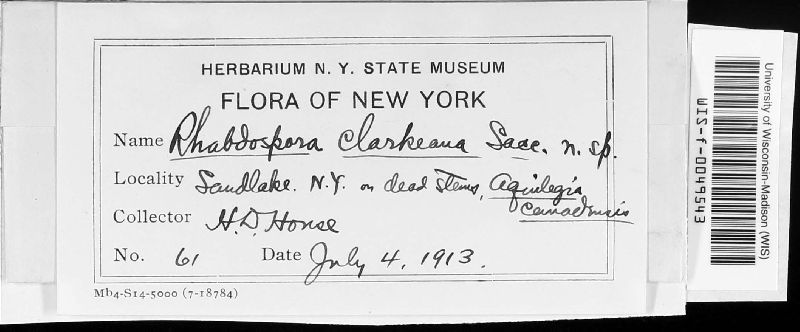 HERBARIUM N. Y. STATE MUSEUM
FLORA OF NEW YORK
Name Rhabdospora clarkeana Sacc. n. sp.
Locality Sandlake. N.Y. on dead stems, Aquilegia
canadensis
Collector H. D. House
No. 61 Date July 4, 1913.
Mb4-S14-5000 (7-18784)
University of Wisconsin-Madison (WIS)
WIS-f-0049543